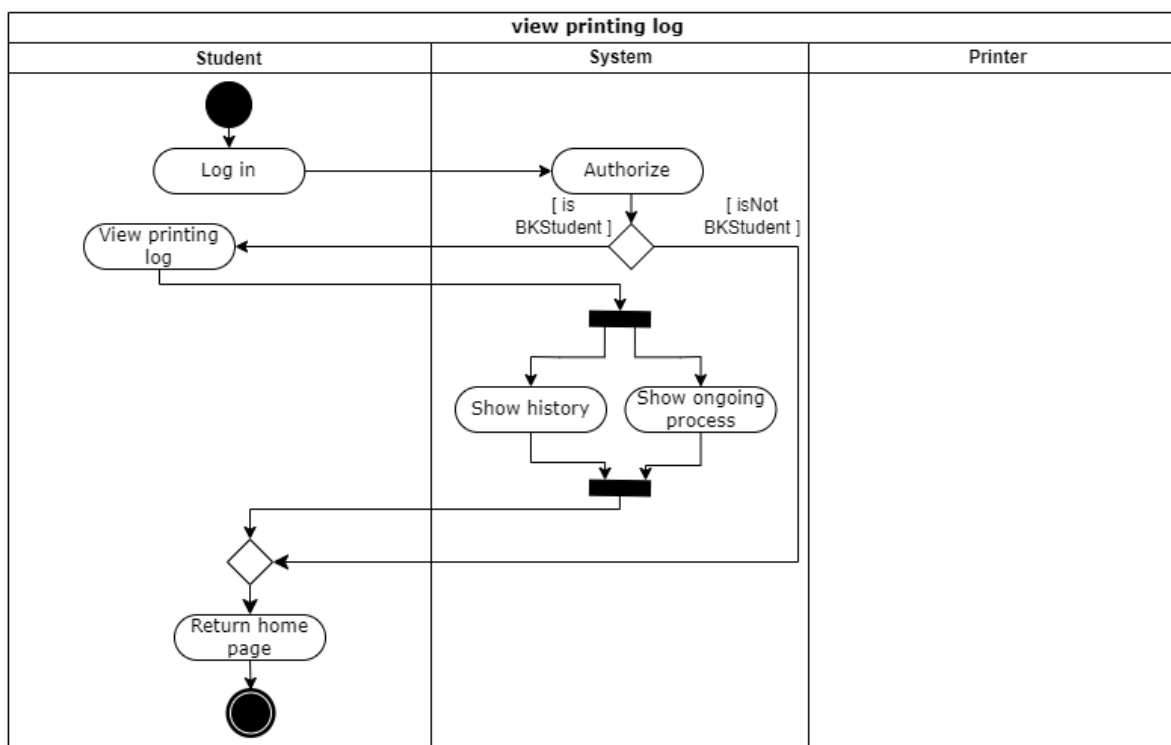 view printing log
Student
System
Printer
Log in
Authorize
[ is
BKStudent ]
[ isNot
BKStudent ]
View printing
log
Show history
Show ongoing
process
Return home
page